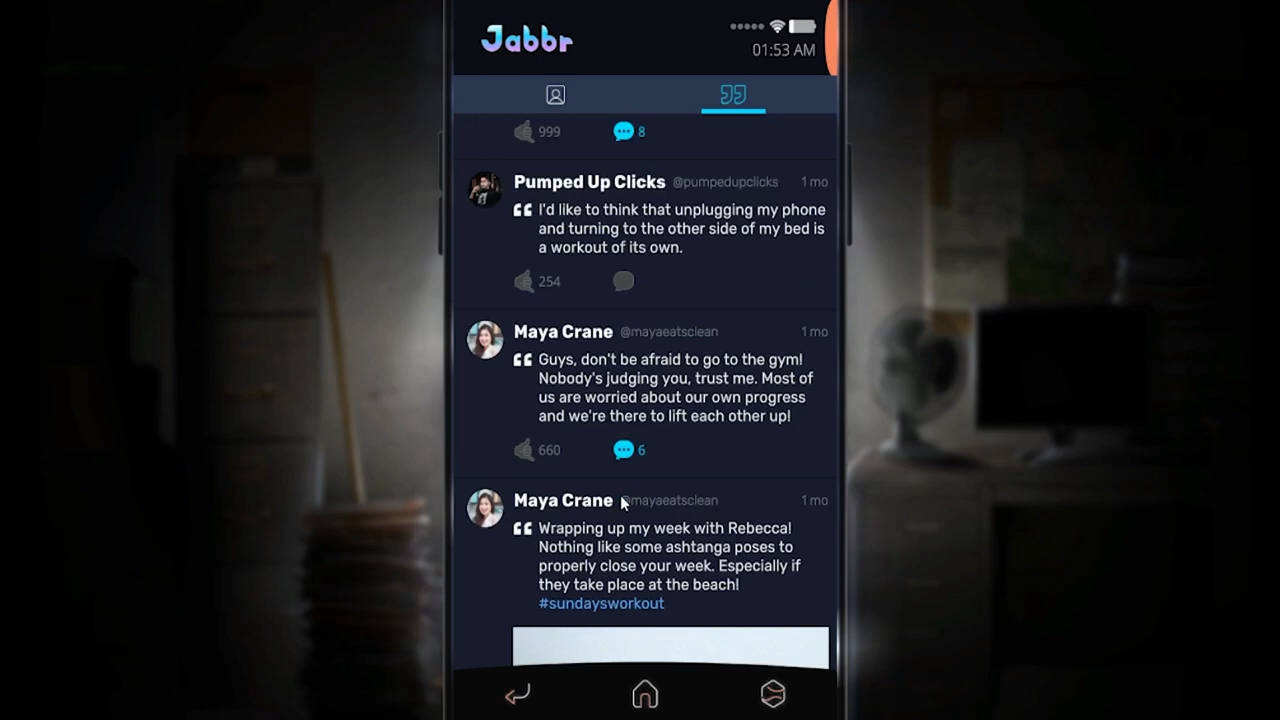 Jabbr
01:53 AM
999 8
Pumped Up Clicks @pumpedupclicks 1 mo
I'd like to think that unplugging my phone
and turning to the other side of my bed is
a workout of its own.
254
Maya Crane @mayaeatsclean 1 mo
Guys, don't be afraid to go to the gym!
Nobody's judging you, trust me. Most of
us are worried about our own progress
and we're there to lift each other up!
660 6
Maya Crane @mayaeatsclean 1 mo
Wrapping up my week with Rebecca!
Nothing like some ashtanga poses to
properly close your week. Especially if
they take place at the beach!
#sundaysworkout